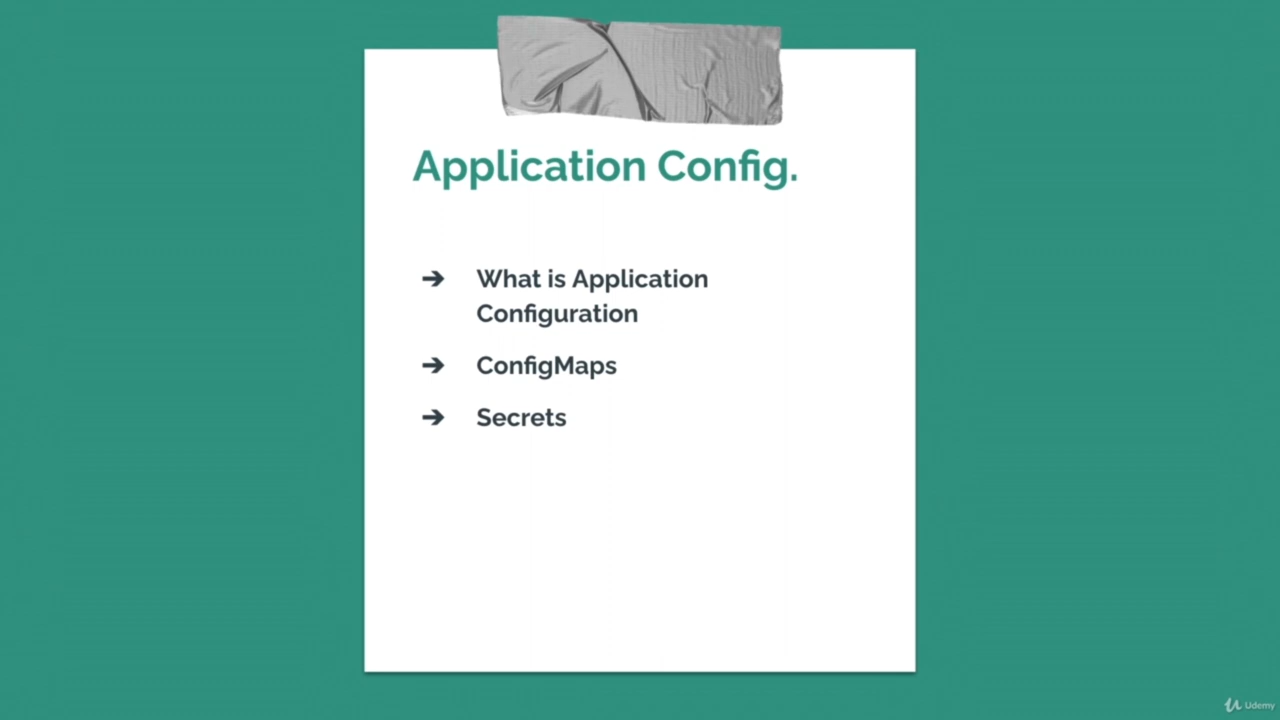 Application Config.
➔ What is Application
Configuration
➔ ConfigMaps
➔ Secrets
Udemy